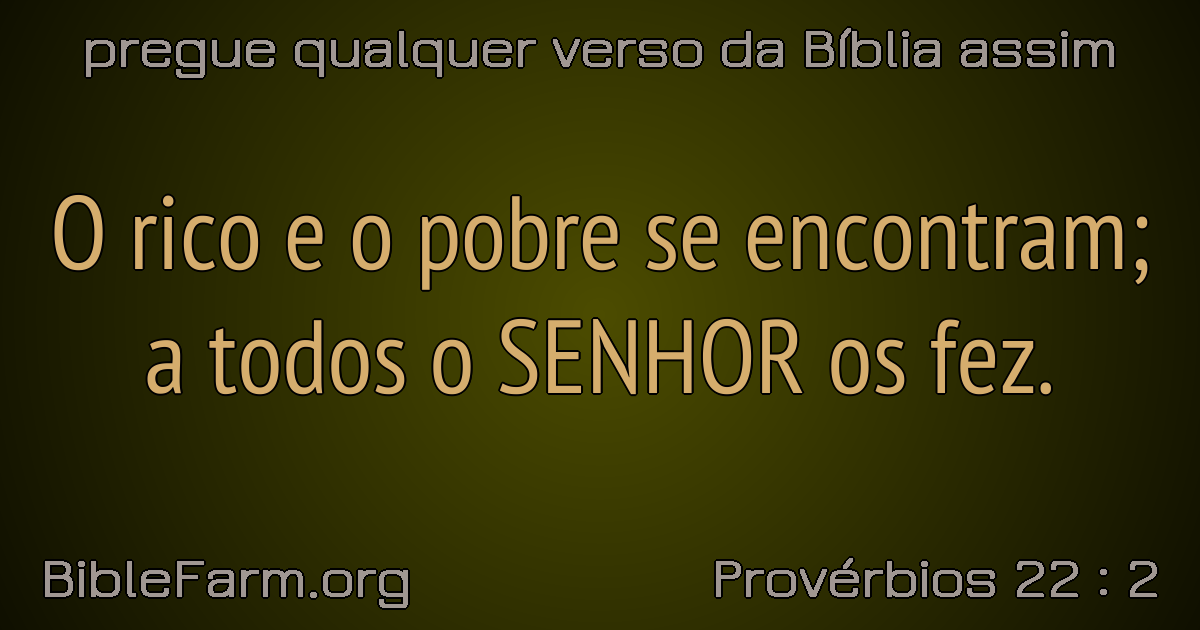 pregue qualquer verso da Bíblia assim
O rico e o pobre se encontram;
a todos o SENHOR os fez.
BibleFarm.org
Provérbios 22 : 2